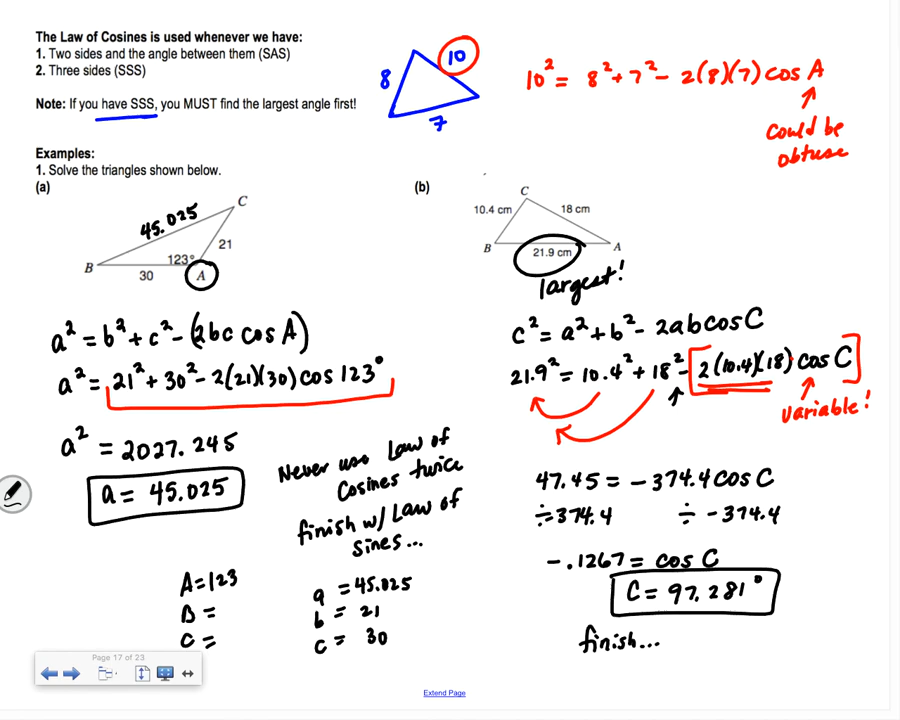 The Law of Cosines is used whenever we have:
1. Two sides and the angle between them (SAS)
2. Three sides (SSS)
Note: If you have SSS, you MUST find the largest angle first!
8
10
7
10² = 8² + 7² - 2(8)(7) cos A
could be
obtuse
Examples:
1. Solve the triangles shown below.
(a)
45.025
C
21
123°
B
30
A
(b)
C
10.4 cm
18 cm
B
21.9 cm
A
largest!
a² = b² + c² - (2bc cos A)
a² = 21² + 30² - 2(21)(30) cos 123°
a² = 2027.245
a = 45.025
Never use Law of
Cosines twice
finish w/ Law of
sines...
A=123
B =
C =
a = 45.025
b = 21
c = 30
c² = a² + b² - 2ab cos C
21.9² = 10.4² + 18² - [2(10.4)(18) cos C]
variable!
47.45 = -374.4 cos C
÷-374.4 ÷ -374.4
-.1267 = cos C
C = 97.281°
finish...
Page 17 of 23
Extend Page